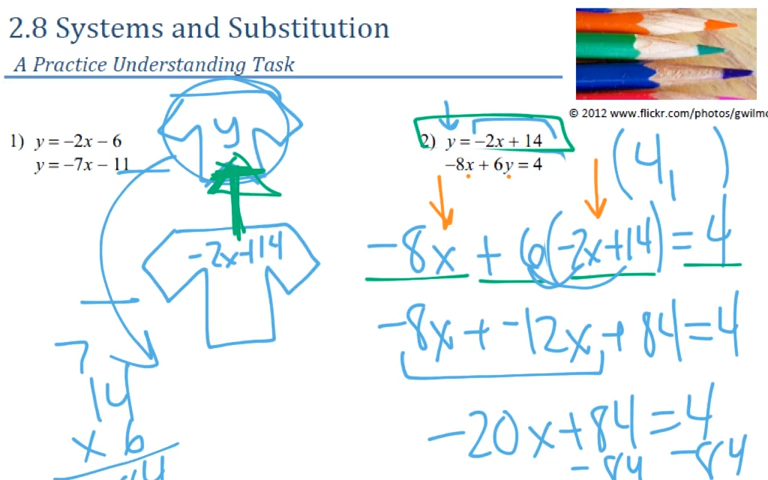 2.8 Systems and Substitution
A Practice Understanding Task
© 2012 www.flickr.com/photos/gwilmo
1) y = −2x − 6
y = −7x − 11
2) y = −2x + 14
−8x + 6y = 4
y
−2x+14
(4, )
−8x + 6(−2x+14) = 4
−8x + −12x + 84 = 4
−20x + 84 = 4
−84 −84
14
x 6